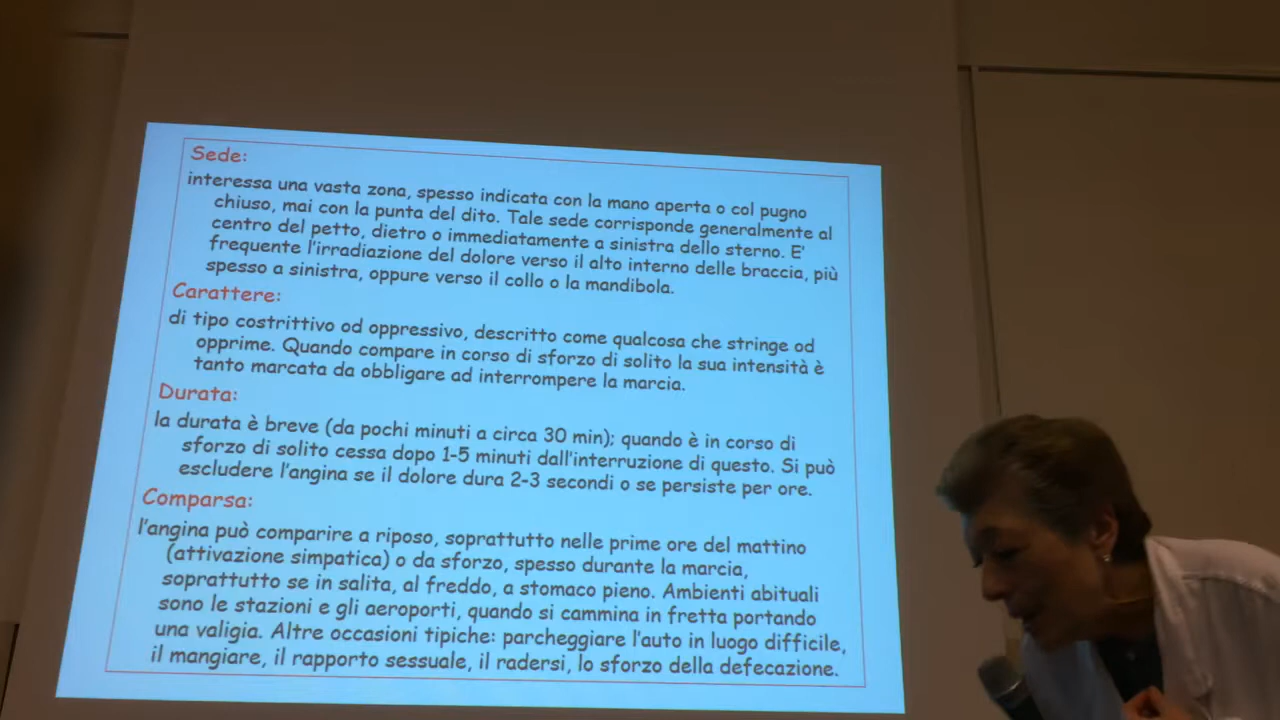 Sede:
interessa una vasta zona, spesso indicata con la mano aperta o col pugno
chiuso, mai con la punta del dito. Tale sede corrisponde generalmente al
centro del petto, dietro o immediatamente a sinistra dello sterno. E'
frequente l'irradiazione del dolore verso il alto interno delle braccia, più
spesso a sinistra, oppure verso il collo o la mandibola.
Carattere:
di tipo costrittivo od oppressivo, descritto come qualcosa che stringe od
opprime. Quando compare in corso di sforzo di solito la sua intensità è
tanto marcata da obbligare ad interrompere la marcia.
Durata:
la durata è breve (da pochi minuti a circa 30 min); quando è in corso di
sforzo di solito cessa dopo 1-5 minuti dall'interruzione di questo. Si può
escludere l'angina se il dolore dura 2-3 secondi o se persiste per ore.
Comparsa:
l'angina può comparire a riposo, soprattutto nelle prime ore del mattino
(attivazione simpatica) o da sforzo, spesso durante la marcia,
soprattutto se in salita, al freddo, a stomaco pieno. Ambienti abituali
sono le stazioni e gli aeroporti, quando si cammina in fretta portando
una valigia. Altre occasioni tipiche: parcheggiare l'auto in luogo difficile,
il mangiare, il rapporto sessuale, il radersi, lo sforzo della defecazione.